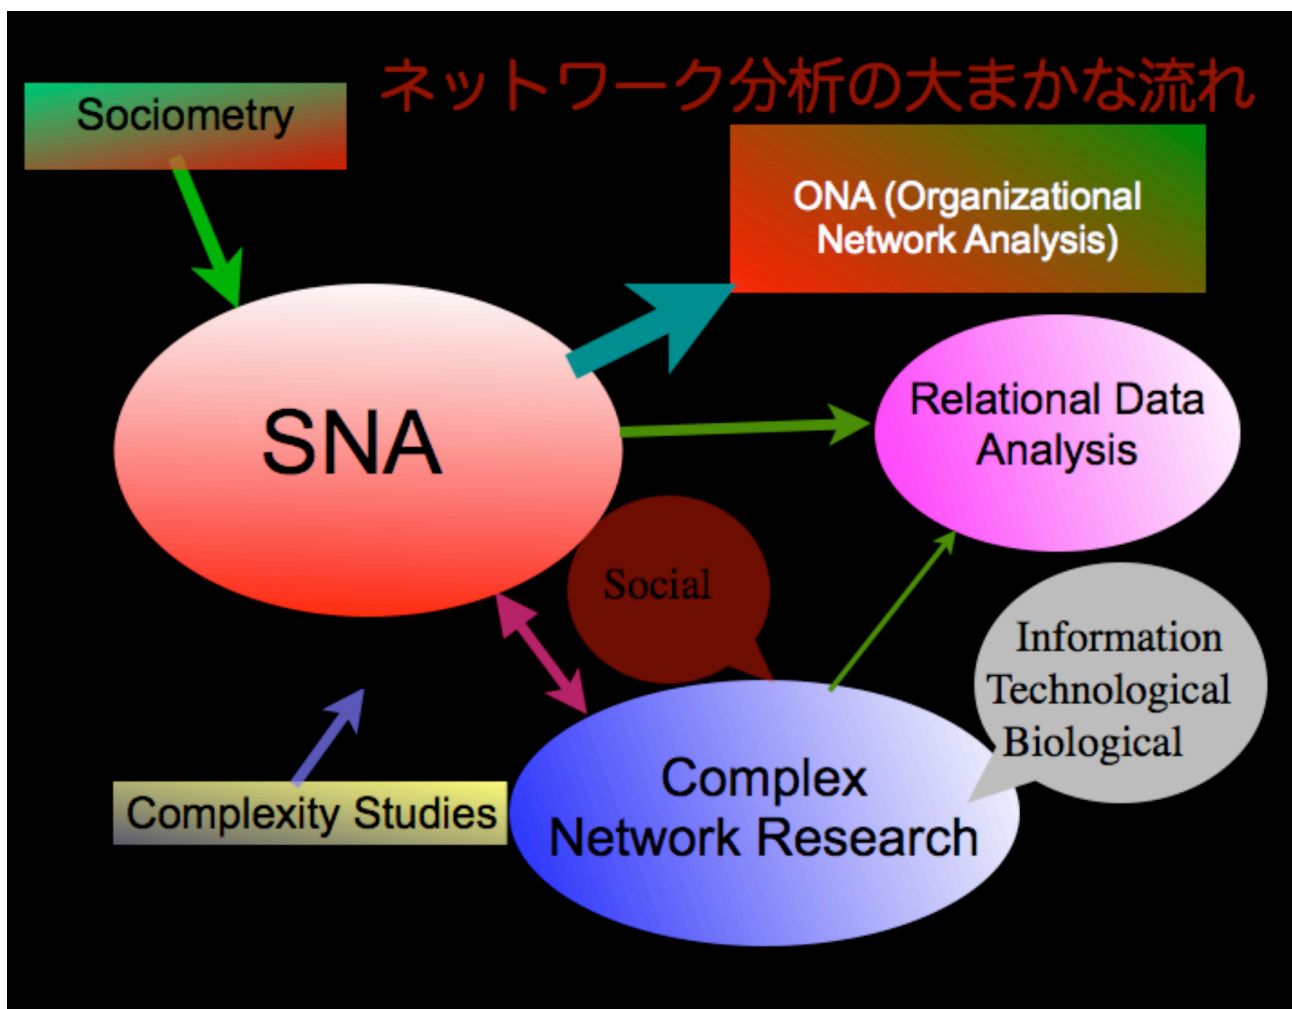 ネットワーク分析の大まかな流れ
Sociometry
ONA (Organizational
Network Analysis)
SNA
Relational Data
Analysis
Social
Information
Technological
Biological
Complex
Network Research
Complexity Studies